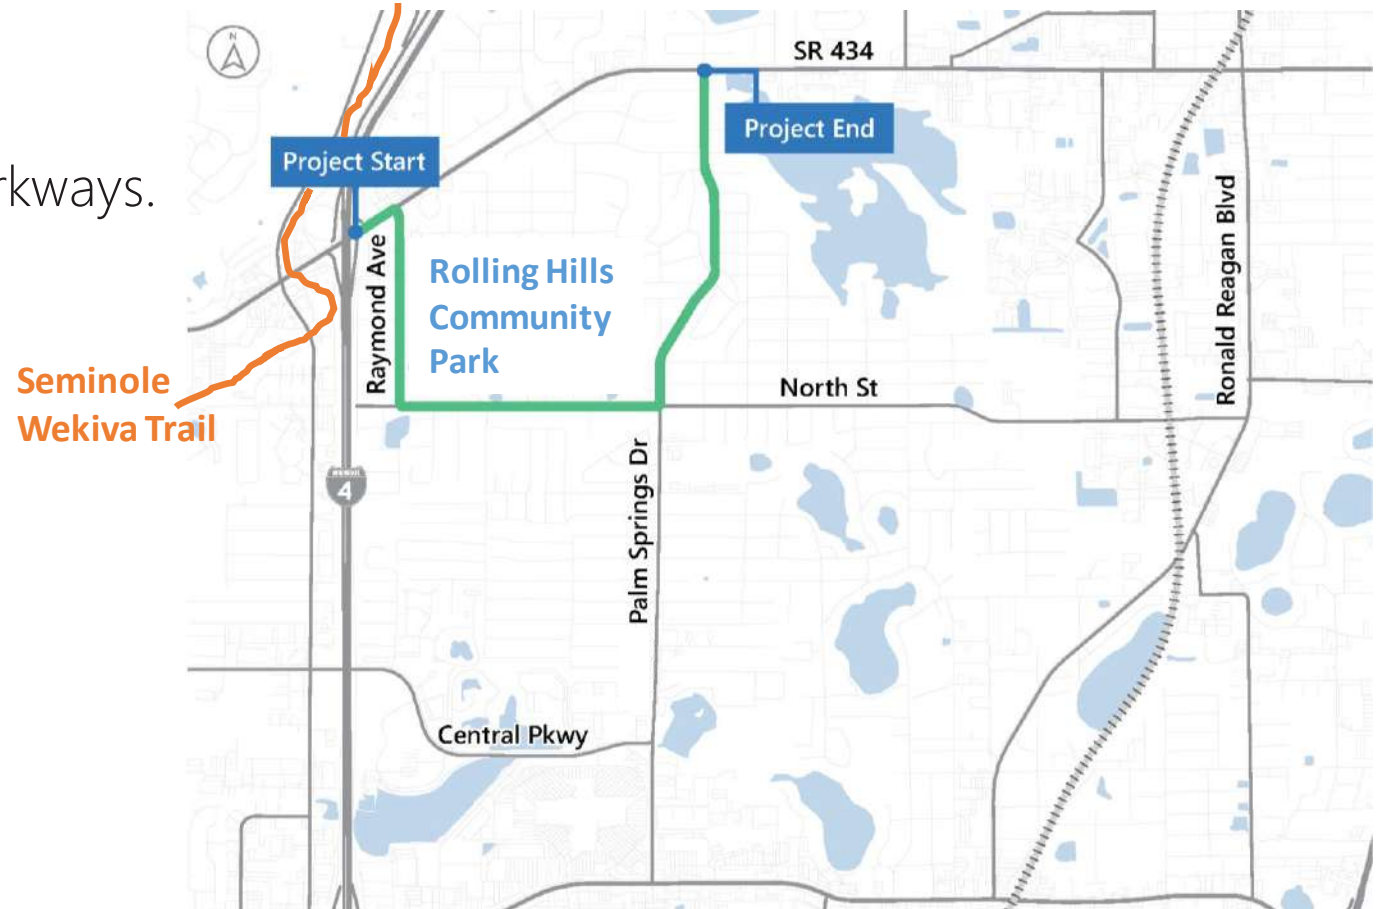 N
SR 434
Project End
Project Start
rkways.
Raymond Ave
Rolling Hills
Community
Park
Ronald Reagan Blvd
Seminole
Wekiva Trail
North St
Palm Springs Dr
4
Central Pkwy